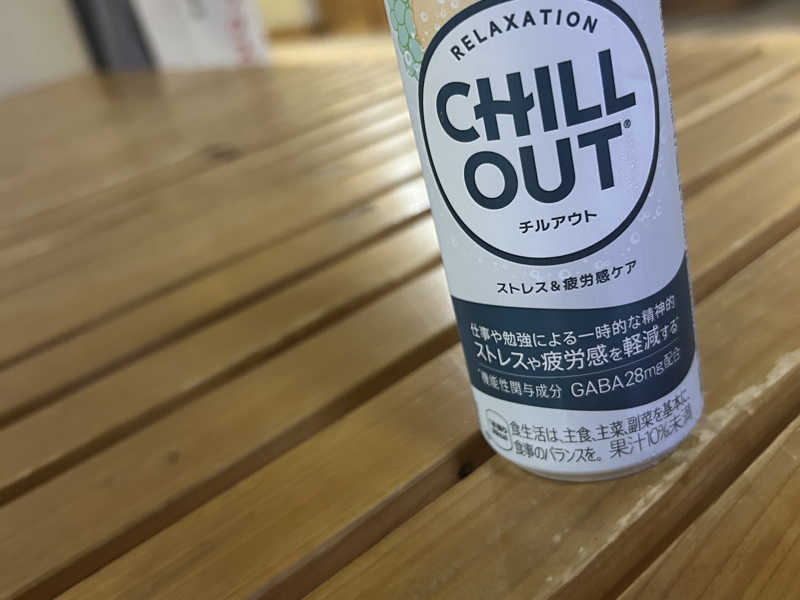 RELAXATION
CHILL
OUT®
チルアウト
ストレス&疲労感ケア
仕事や勉強による一時的な精神的
ストレスや疲労感を軽減する*
*機能性関与成分 GABA28mg配合
食生活は、主食、主菜、副菜を基本に、
食事のバランスを。 果汁10%未満